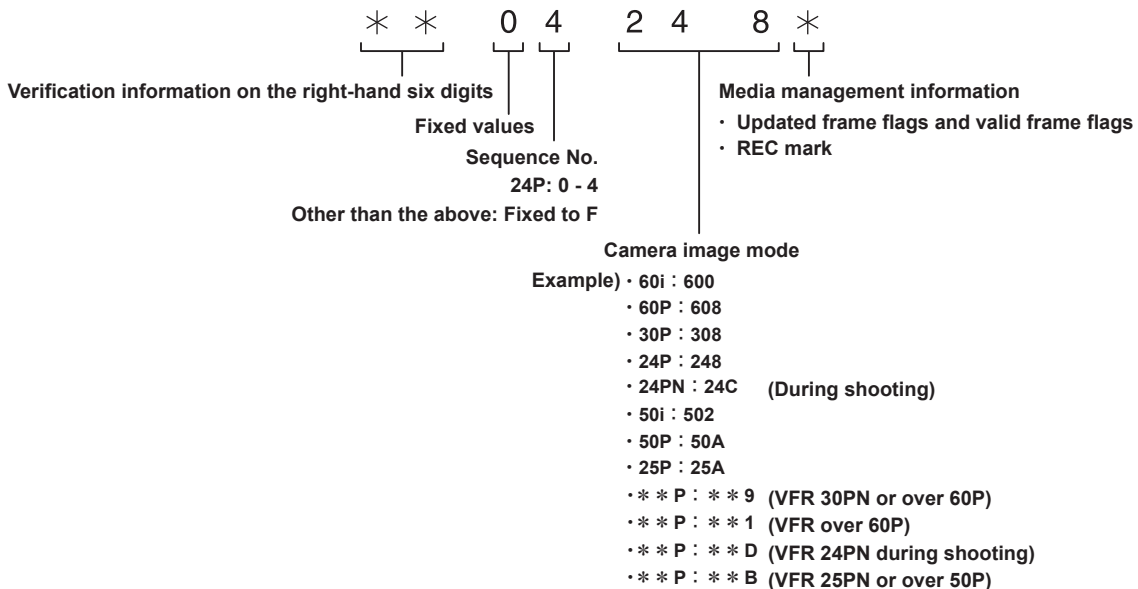 ＊ ＊ 0 4 2 4 8 ＊
Verification information on the right-hand six digits
Fixed values
Sequence No.
24P: 0 - 4
Other than the above: Fixed to F
Media management information
・ Updated frame flags and valid frame flags
・ REC mark
Camera image mode
Example)・60i：600
・60P：608
・30P：308
・24P：248
・24PN：24C (During shooting)
・50i：502
・50P：50A
・25P：25A
・＊＊P：＊＊9 (VFR 30PN or over 60P)
・＊＊P：＊＊1 (VFR over 60P)
・＊＊P：＊＊D (VFR 24PN during shooting)
・＊＊P：＊＊B (VFR 25PN or over 50P)